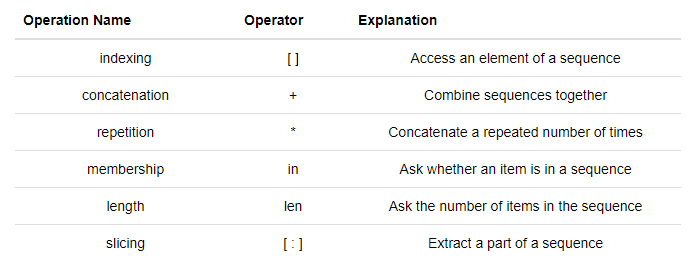 Operation Name Operator Explanation
indexing [ ] Access an element of a sequence
concatenation + Combine sequences together
repetition * Concatenate a repeated number of times
membership in Ask whether an item is in a sequence
length len Ask the number of items in the sequence
slicing [ : ] Extract a part of a sequence